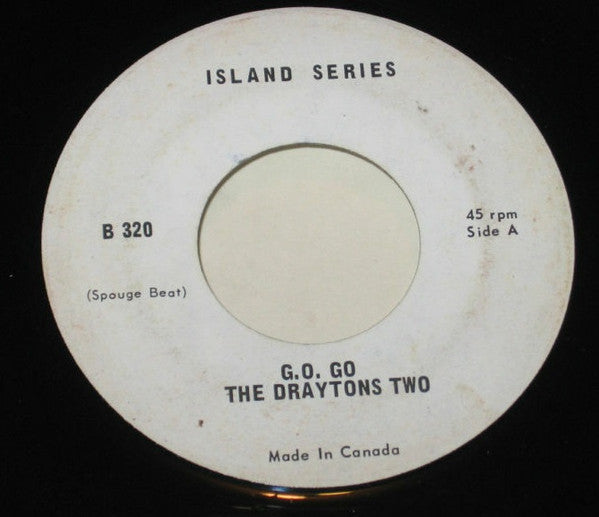 ISLAND SERIES
B 320
45 rpm
Side A
(Spouge Beat)
G.O. GO
THE DRAYTONS TWO
Made In Canada